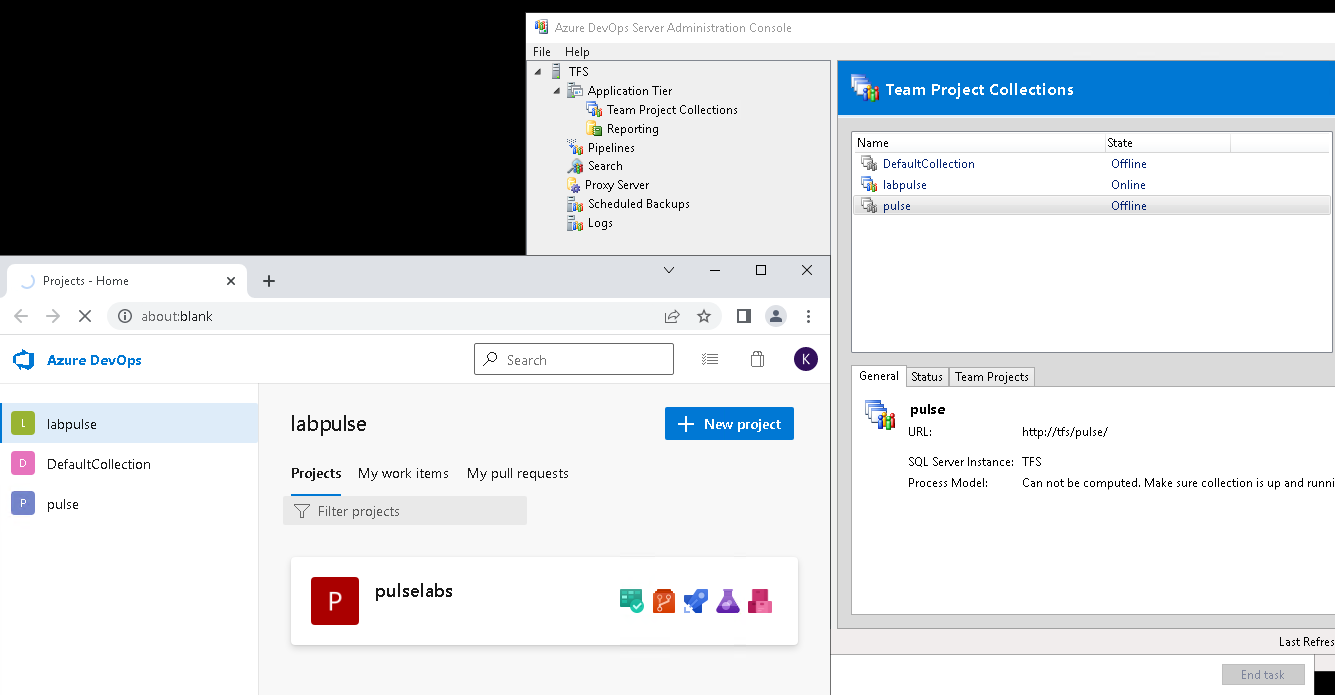 Azure DevOps Server Administration Console
File Help
TFS
Application Tier
Team Project Collections
Reporting
Pipelines
Search
Proxy Server
Scheduled Backups
Logs
Team Project Collections
Name State
DefaultCollection Offline
labpulse Online
pulse Offline
General Status Team Projects
pulse
URL: http://tfs/pulse/
SQL Server Instance: TFS
Process Model: Can not be computed. Make sure collection is up and runni
Last Refres
End task
Projects - Home
about:blank
Azure DevOps
Search
K
L labpulse
D DefaultCollection
P pulse
labpulse
New project
Projects My work items My pull requests
Filter projects
P pulselabs